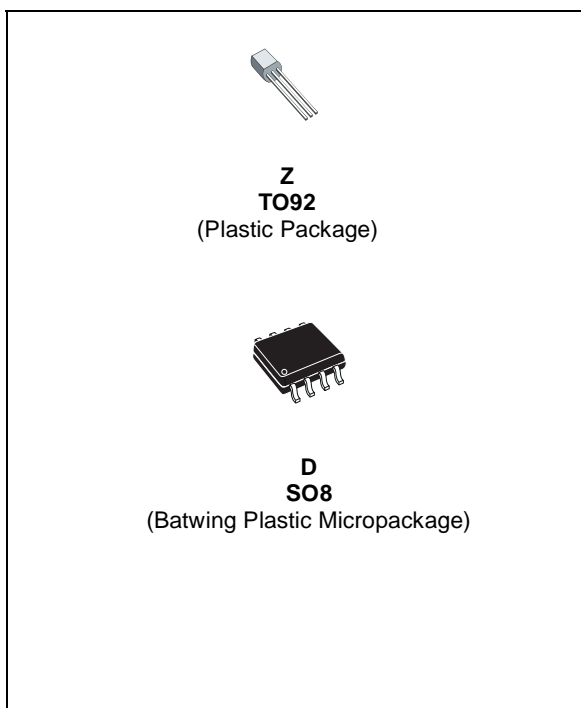 Z
TO92
(Plastic Package)
D
SO8
(Batwing Plastic Micropackage)